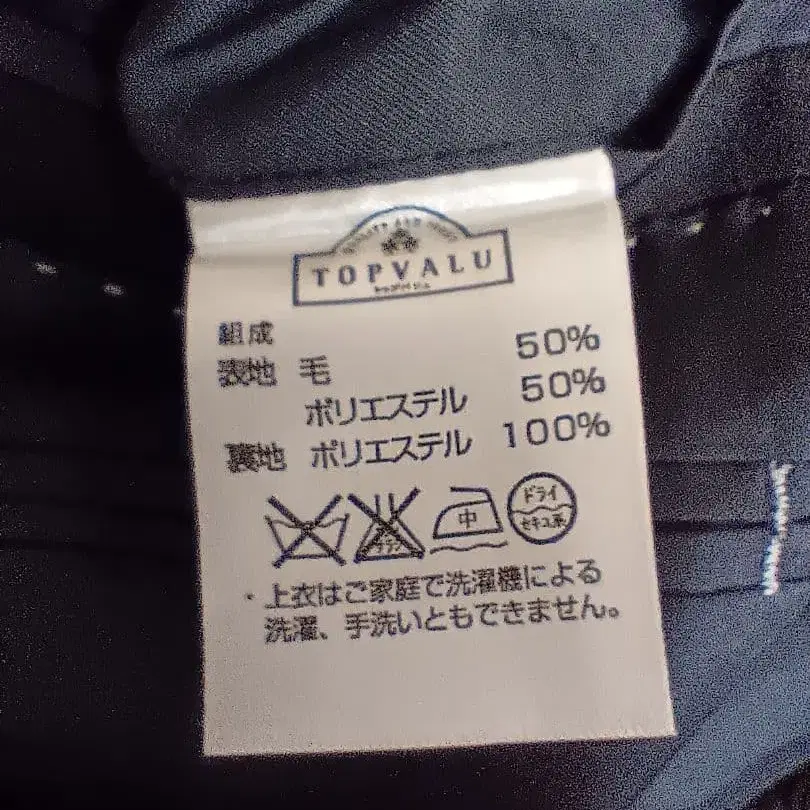 TOPVALU
組成
表地 毛 50%
ポリエステル 50%
裏地 ポリエステル 100%
中
ドライ
セキユ系
・上衣はご家庭で洗濯機による
洗濯、手洗いともできません。